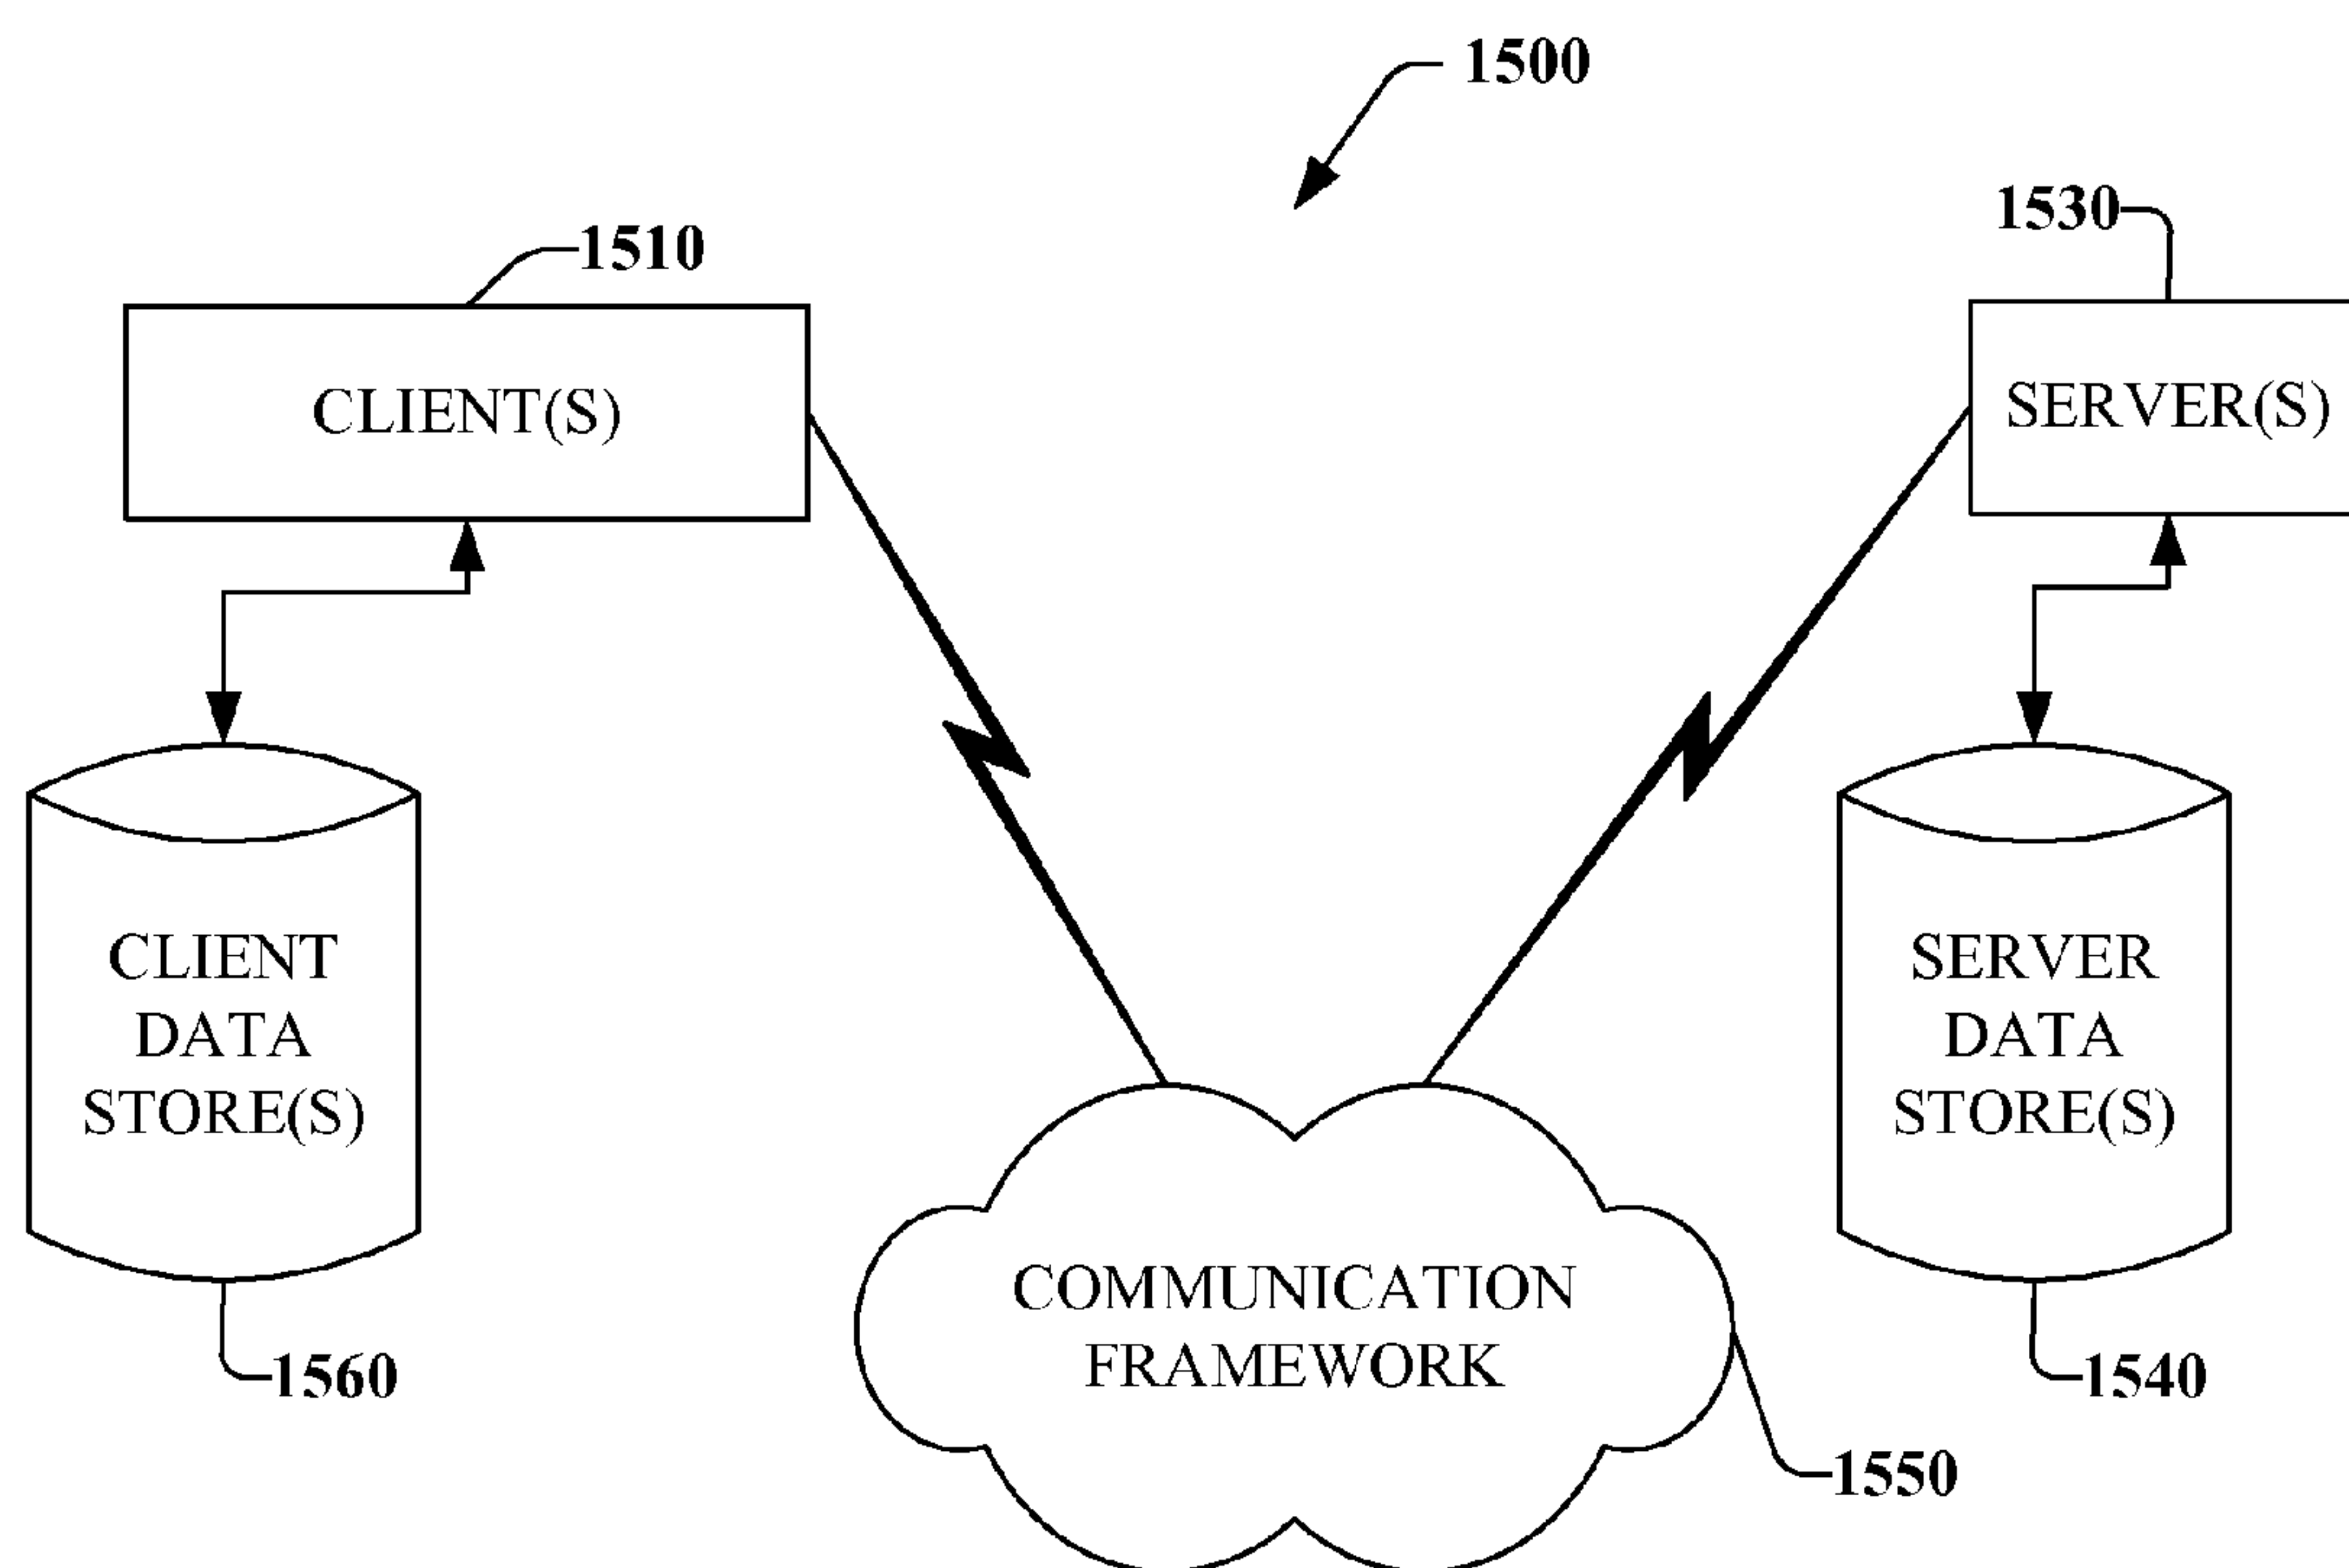 1500
1530
1510
CLIENT(S)
SERVER(S)
CLIENT
DATA
STORE(S)
SERVER
DATA
STORE(S)
COMMUNICATION
FRAMEWORK
1560
1540
1550